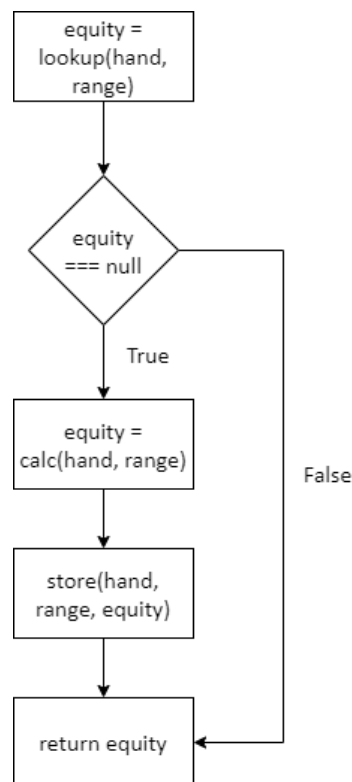 equity =
lookup(hand,
range)
equity
=== null
True
equity =
calc(hand, range)
False
store(hand,
range, equity)
return equity